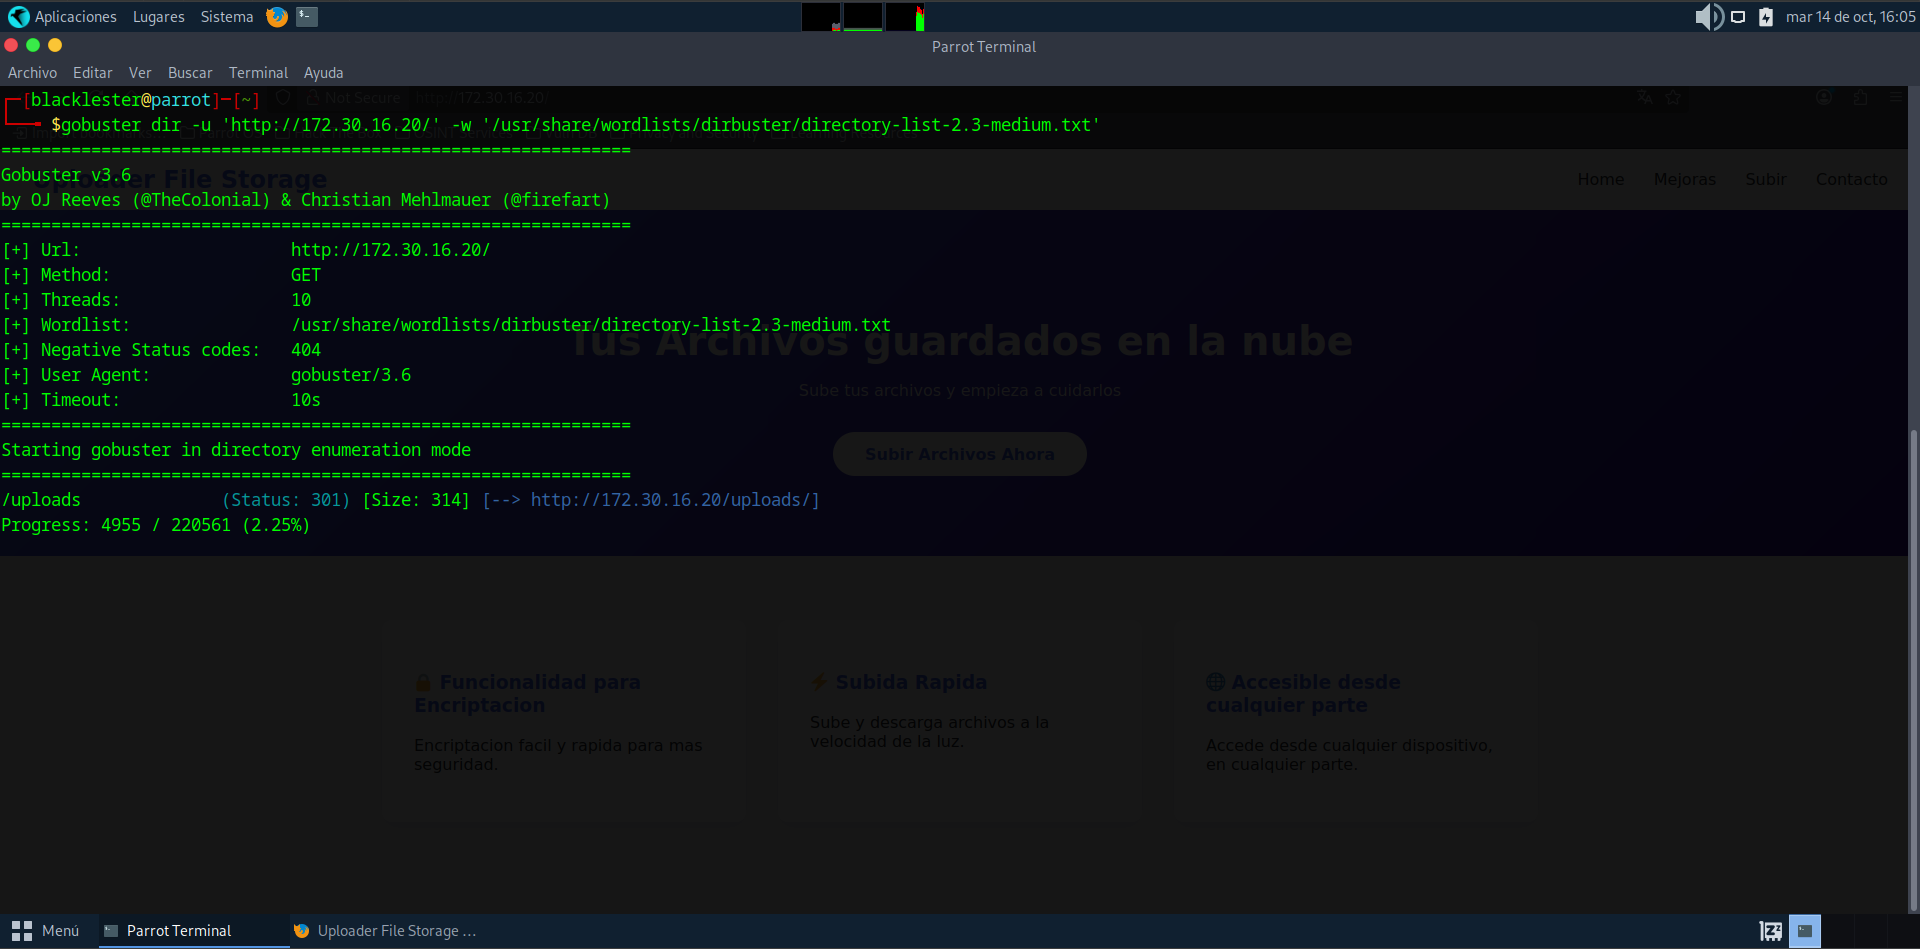 Aplicaciones Lugares Sistema mar 14 de oct, 16:05
Parrot Terminal
Archivo Editar Ver Buscar Terminal Ayuda
[blacklester@parrot]─[~]
Not Secure http://172.30.16.20/
$gobuster dir -u 'http://172.30.16.20/' -w '/usr/share/wordlists/dirbuster/directory-list-2.3-medium.txt'
===============================================================
Gobuster v3.6
Uploader File Storage Home Mejoras Subir Contacto
by OJ Reeves (@TheColonial) & Christian Mehlmauer (@firefart)
===============================================================
[+] Url: http://172.30.16.20/
[+] Method: GET
[+] Threads: 10
[+] Wordlist: /usr/share/wordlists/dirbuster/directory-list-2.3-medium.txt
Tus Archivos guardados en la nube
[+] Negative Status codes: 404
[+] User Agent: gobuster/3.6
Sube tus archivos y empieza a cuidarlos
[+] Timeout: 10s
===============================================================
Starting gobuster in directory enumeration mode
Subir Archivos Ahora
===============================================================
/uploads (Status: 301) [Size: 314] [--> http://172.30.16.20/uploads/]
Progress: 4955 / 220561 (2.25%)
Funcionalidad para
Encriptacion
Encriptacion facil y rapida para mas
seguridad.
Subida Rapida
Sube y descarga archivos a la
velocidad de la luz.
Accesible desde
cualquier parte
Accede desde cualquier dispositivo,
en cualquier parte.
Menú Parrot Terminal Uploader File Storage ...